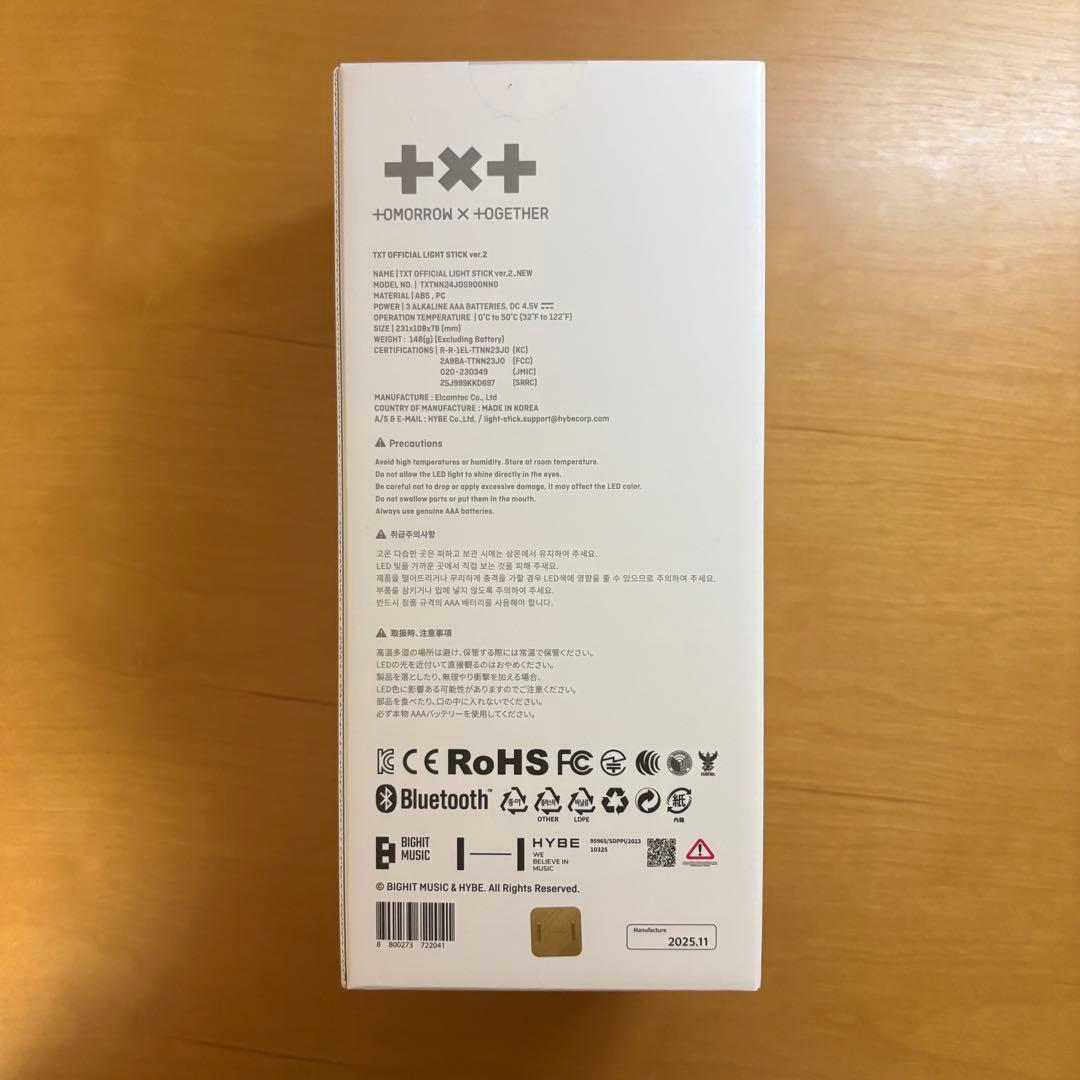 +×+
+OMORROW × +OGETHER
TXT OFFICIAL LIGHT STICK ver.2
NAME | TXT OFFICIAL LIGHT STICK ver.2_NEW
MODEL NO. | TXTNN24JOS900NNO
MATERIAL | ABS , PC
POWER | 3 ALKALINE AAA BATTERIES, DC 4.5V
OPERATION TEMPERATURE | 0˚C to 50˚C (32˚F to 122˚F)
SIZE | 231x108x78 (mm)
WEIGHT : 148(g) (Excluding Battery)
CERTIFICATIONS | R-R-1EL-TTNN23JO (KC)
2A9BA-TTNN23JO (FCC)
020-230349 (JMIC)
25J999KKD697 (SRRC)
MANUFACTURE : Elcomtec Co., Ltd
COUNTRY OF MANUFACTURE : MADE IN KOREA
A/S & E-MAIL : HYBE Co.,Ltd. / light-stick.support@hybecorp.com
Precautions
Avoid high temperatures or humidity. Store at room temperature.
Do not allow the LED light to shine directly in the eyes.
Be careful not to drop or apply excessive damage, it may affect the LED color.
Do not swallow parts or put them in the mouth.
Always use genuine AAA batteries.
취급주의사항
고온 다습한 곳은 피하고 보관 시에는 상온에서 유지하여 주세요.
LED 빛을 가까운 곳에서 직접 보는 것을 피해 주세요.
제품을 떨어뜨리거나 무리하게 충격을 가할 경우 LED색에 영향을 줄 수 있으므로 주의하여 주세요.
부품을 삼키거나 입에 넣지 않도록 주의하여 주세요.
반드시 정품 규격의 AAA 배터리를 사용해야 합니다.
取扱時、注意事項
高温多湿の場所は避け、保管する際には常温で保管ください。
LEDの光を近付いて直接観るのはおやめください。
製品を落としたり、無理やり衝撃を加える場合、
LED色に影響ある可能性がありますのでご注意ください。
部品を食べたり、口の中に入れないでください。
必ず本物 AAAバッテリーを使用してください。
CE RoHS FC
nano.
Bluetooth™ 종이 플라스틱 비닐류 紙
OTHER LDPE 內箱
BIGHIT MUSIC
HYBE
WE BELIEVE IN MUSIC
95965/SDPPI/2023
10325
© BIGHIT MUSIC & HYBE. All Rights Reserved.
8 800273 722041
Manufacture
2025.11